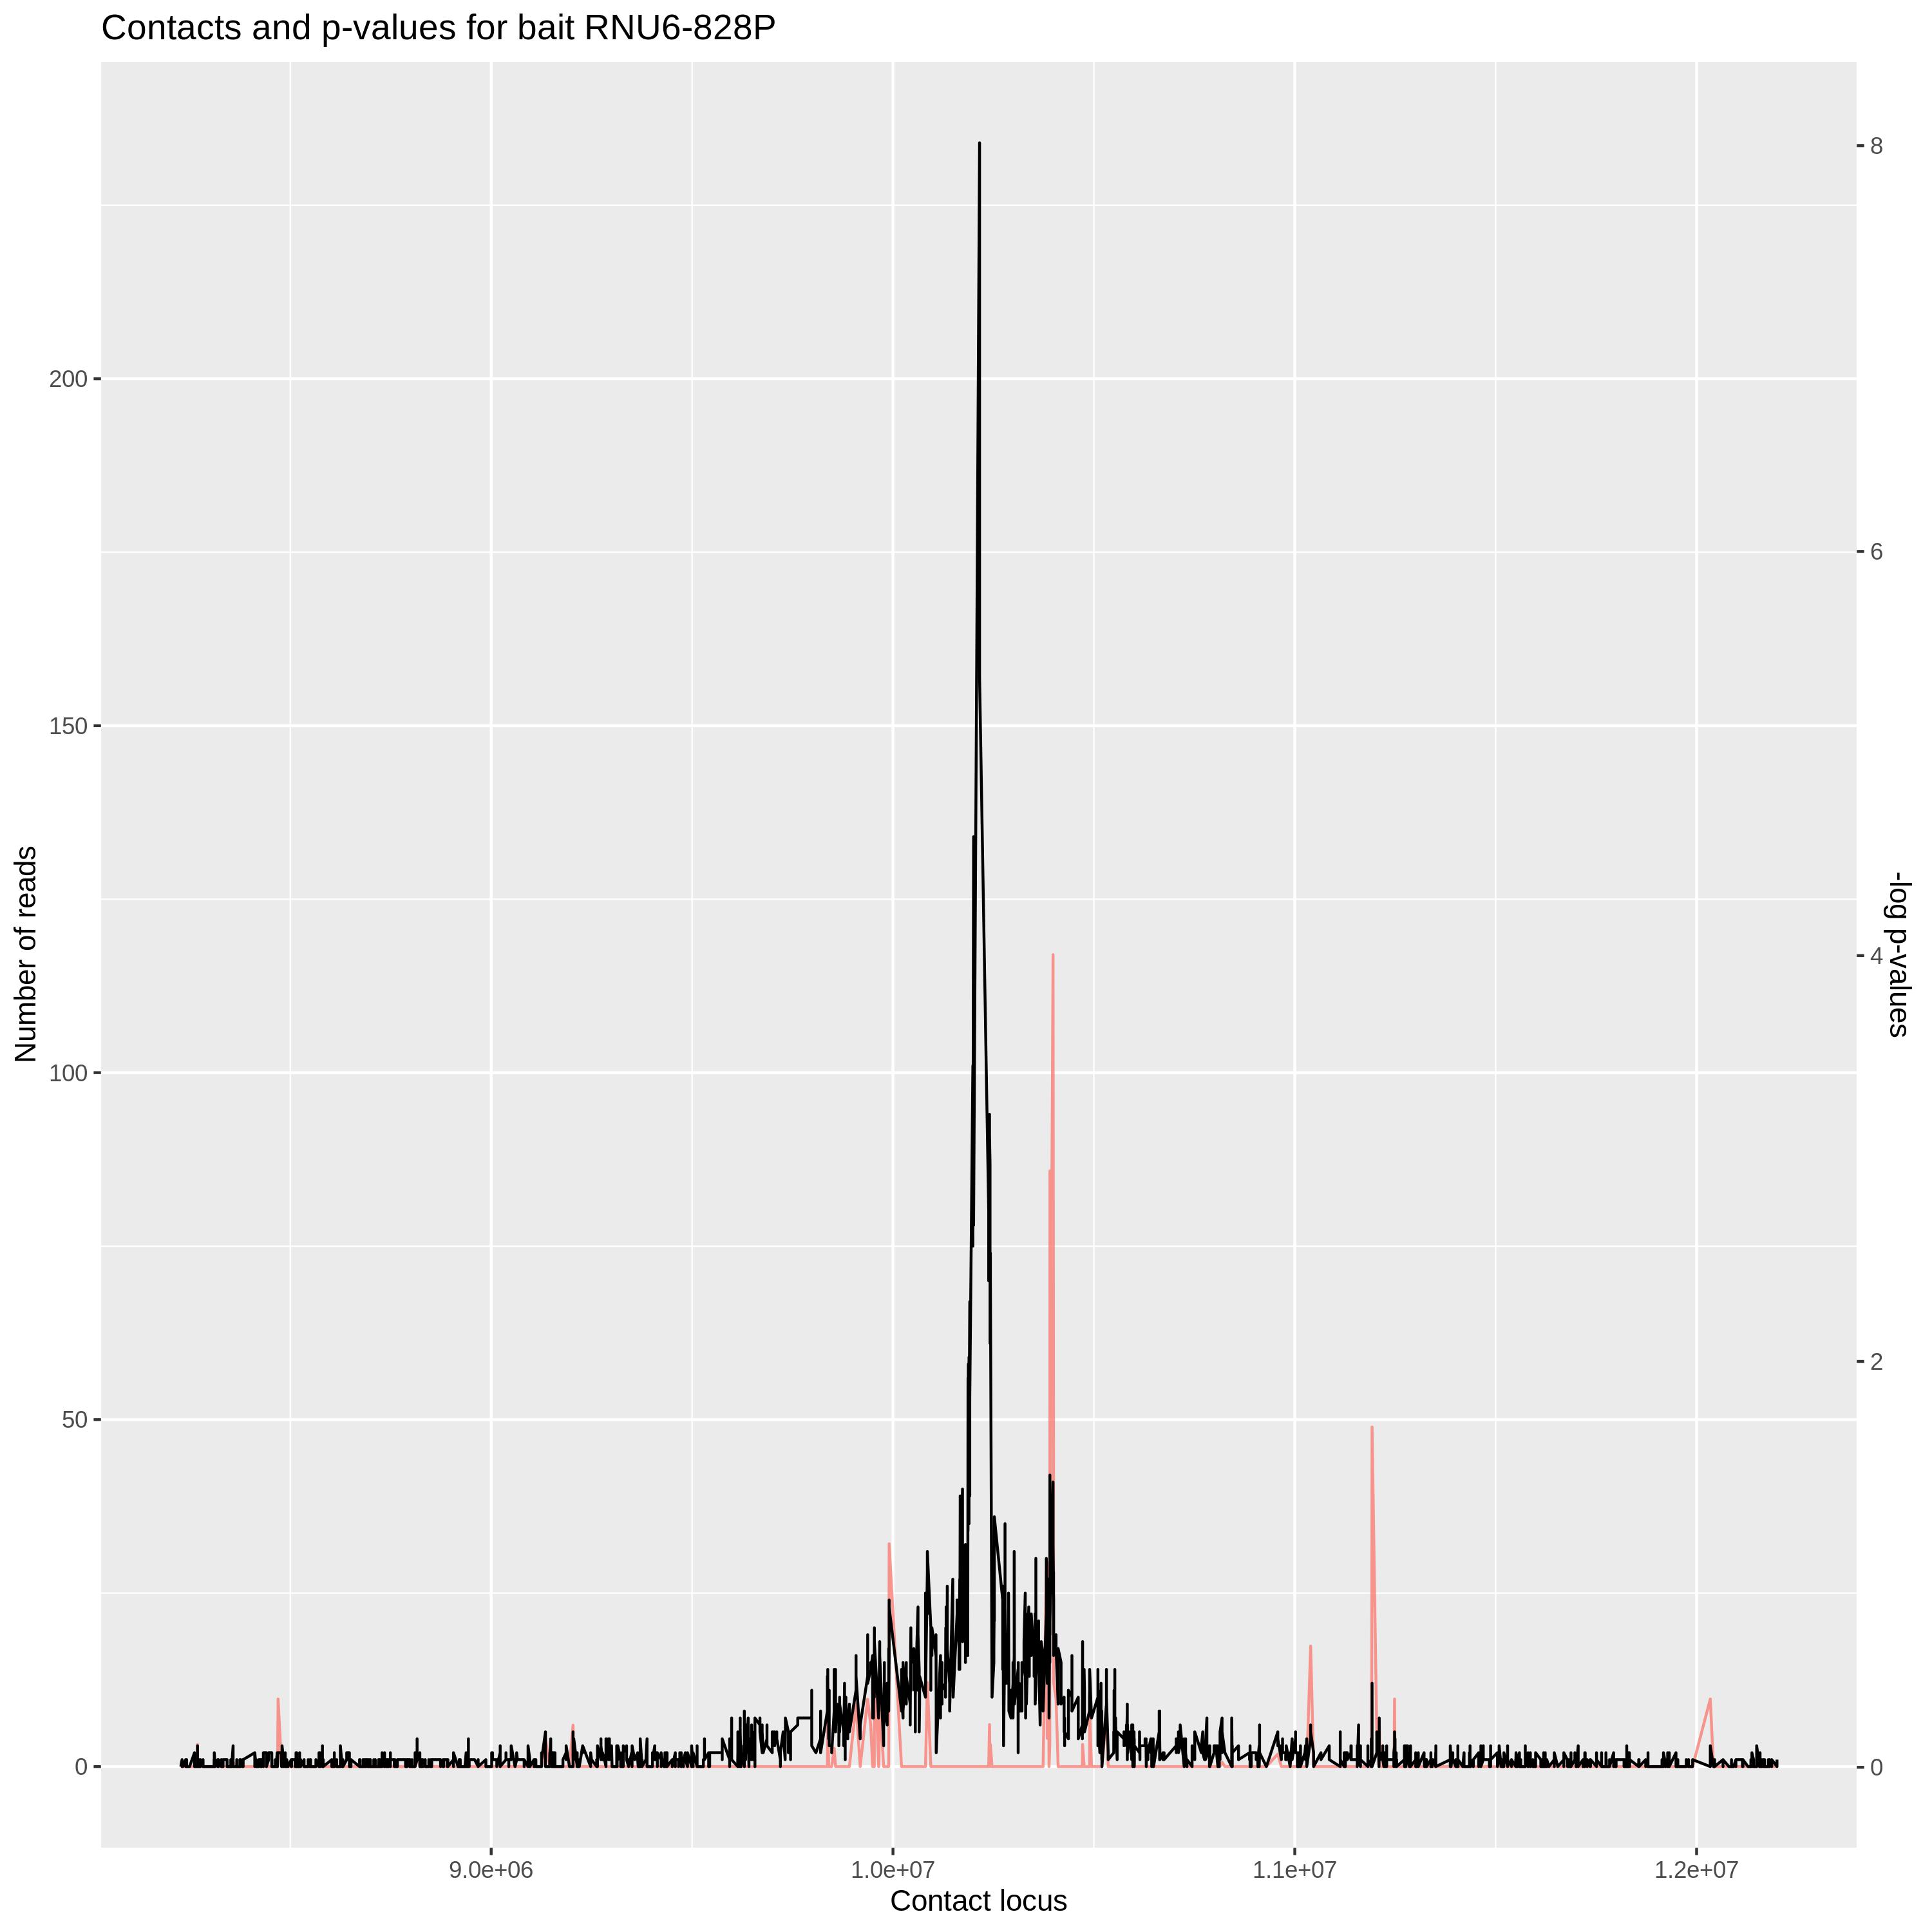 Contacts and p-values for bait RNU6-828P
Number of reads
200
150
100
50
0
8
6
4
2
0
-log p-values
9.0e+06
1.0e+07
1.1e+07
1.2e+07
Contact locus